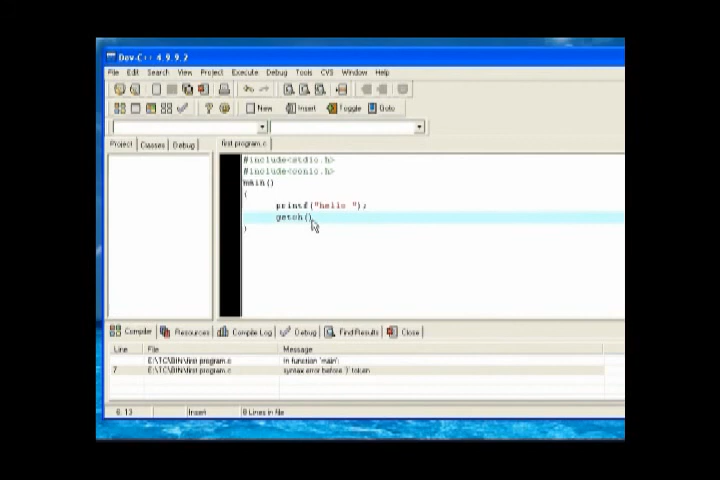 Dev-C++ 4.9.9.2
File Edit Search View Project Execute Debug Tools CVS Window Help
New Insert Toggle Goto
Project Classes Debug first program.c
#include<stdio.h>
#include<conio.h>
main()
{
printf("hello ");
getch()
}
Compiler Resources Compile Log Debug Find Results Close
Line File Message
E:\TC\BIN\first program.c In function 'main':
7 E:\TC\BIN\first program.c syntax error before '}' token
6: 13 Insert 8 Lines in file